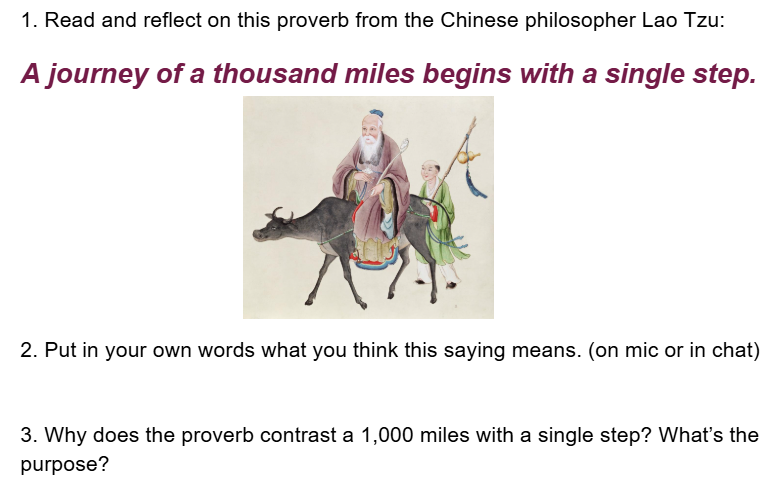 1. Read and reflect on this proverb from the Chinese philosopher Lao Tzu:
A journey of a thousand miles begins with a single step.
2. Put in your own words what you think this saying means. (on mic or in chat)
3. Why does the proverb contrast a 1,000 miles with a single step? What’s the
purpose?